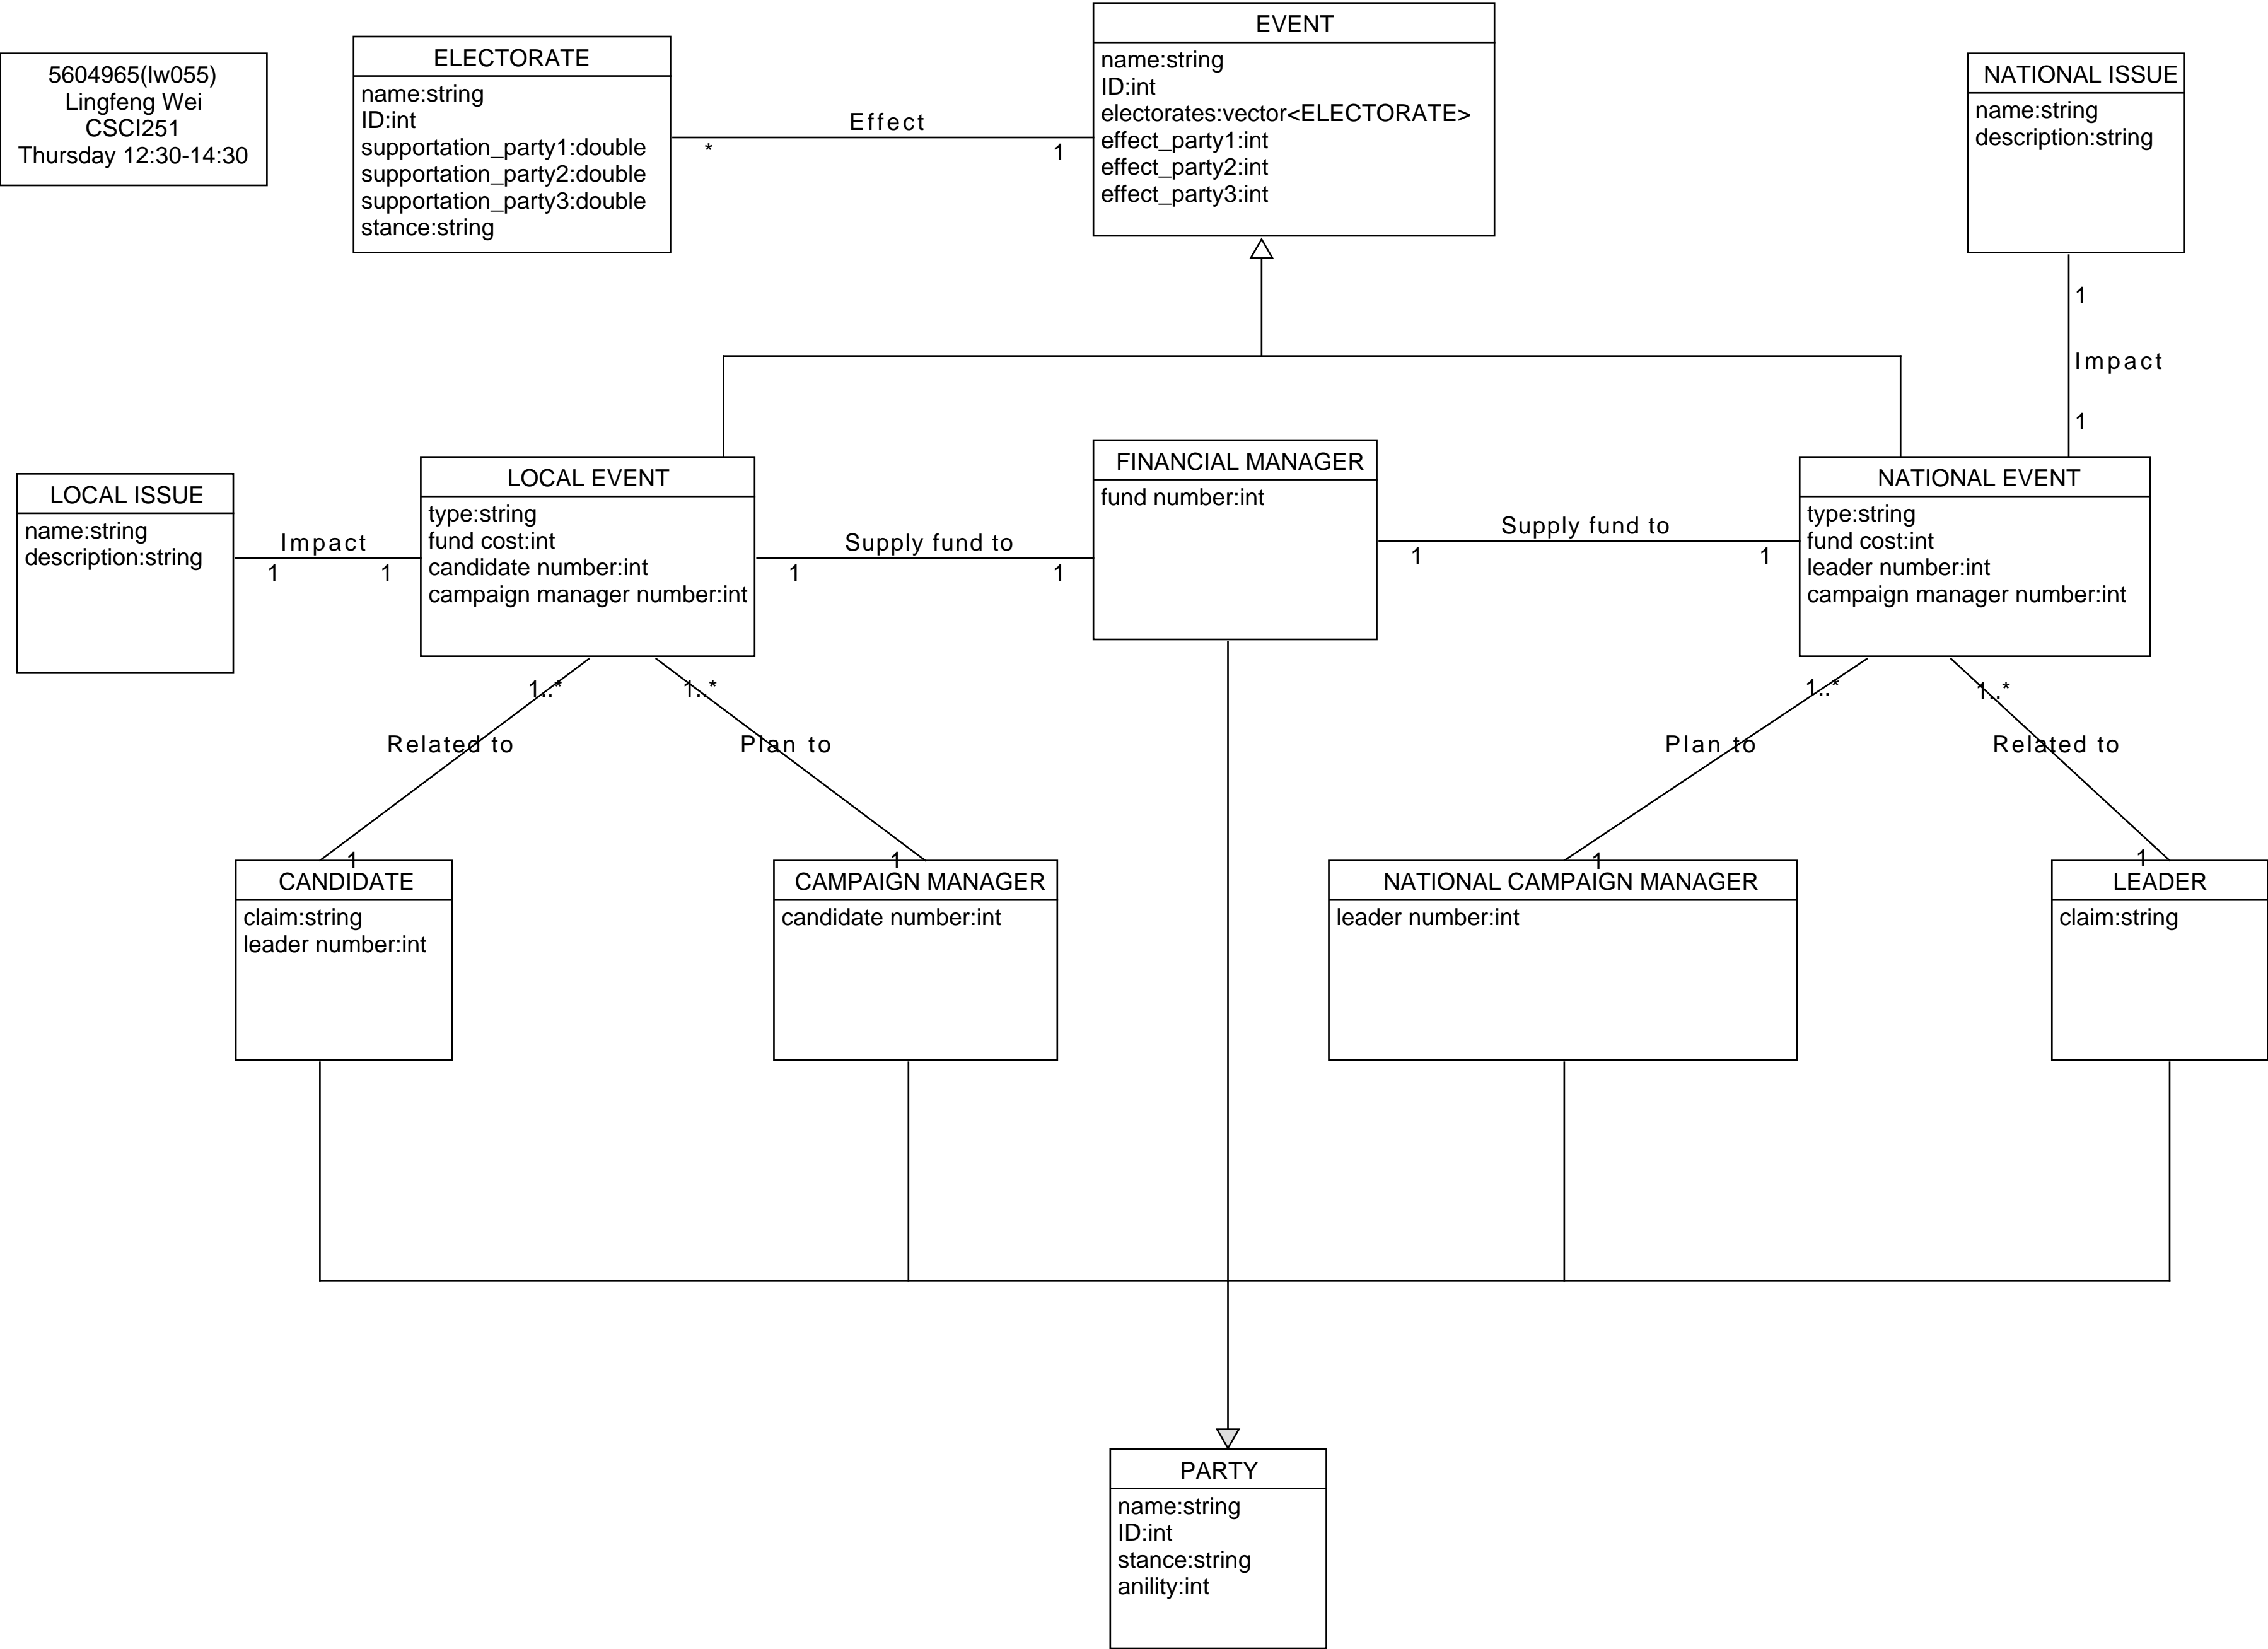 5604965(lw055)
Lingfeng Wei
CSCI251
Thursday 12:30-14:30
ELECTORATE
name:string
ID:int
supportation_party1:double
supportation_party2:double
supportation_party3:double
stance:string
Effect
*
1
EVENT
name:string
ID:int
electorates:vector<ELECTORATE>
effect_party1:int
effect_party2:int
effect_party3:int
NATIONAL ISSUE
name:string
description:string
1
Impact
1
LOCAL ISSUE
name:string
description:string
Impact
1
1
LOCAL EVENT
type:string
fund cost:int
candidate number:int
campaign manager number:int
Supply fund to
1
1
FINANCIAL MANAGER
fund number:int
Supply fund to
1
1
NATIONAL EVENT
type:string
fund cost:int
leader number:int
campaign manager number:int
1..*
1..*
1..*
1..*
Related to
Plan to
Plan to
Related to
1
1
1
1
CANDIDATE
claim:string
leader number:int
CAMPAIGN MANAGER
candidate number:int
NATIONAL CAMPAIGN MANAGER
leader number:int
LEADER
claim:string
PARTY
name:string
ID:int
stance:string
anility:int